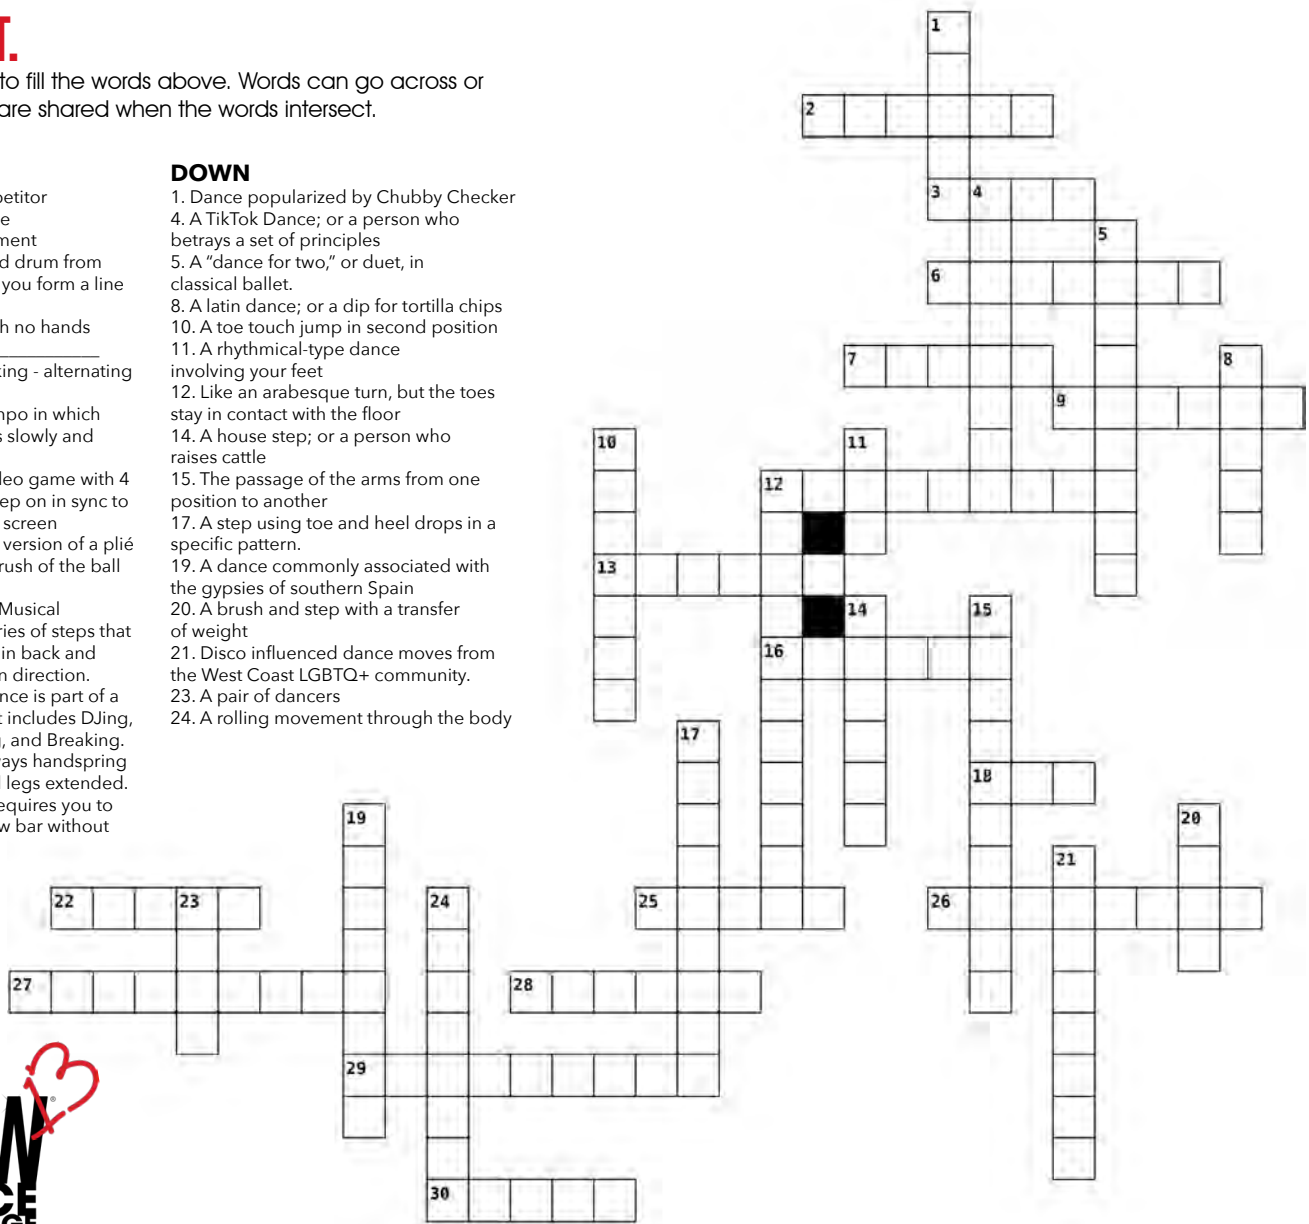 T.
to fill the words above. Words can go across or
are shared when the words intersect.
petitor
e
ment
d drum from
you form a line
h no hands
king - alternating
npo in which
s slowly and
deo game with 4
ep on in sync to
screen
version of a plié
rush of the ball
Musical
ries of steps that
in back and
n direction.
nce is part of a
t includes DJing,
g, and Breaking.
ways handspring
d legs extended.
equires you to
w bar without
DOWN
1. Dance popularized by Chubby Checker
4. A TikTok Dance; or a person who
betrays a set of principles
5. A “dance for two,” or duet, in
classical ballet.
8. A latin dance; or a dip for tortilla chips
10. A toe touch jump in second position
11. A rhythmical-type dance
involving your feet
12. Like an arabesque turn, but the toes
stay in contact with the floor
14. A house step; or a person who
raises cattle
15. The passage of the arms from one
position to another
17. A step using toe and heel drops in a
specific pattern.
19. A dance commonly associated with
the gypsies of southern Spain
20. A brush and step with a transfer
of weight
21. Disco influenced dance moves from
the West Coast LGBTQ+ community.
23. A pair of dancers
24. A rolling movement through the body
1
2
3 4
5
6
7 8
9
10 11
12
13
14 15
16
17
18
19 20
21
22 23 24 25 26
27 28
29
30
W®
CE
GE